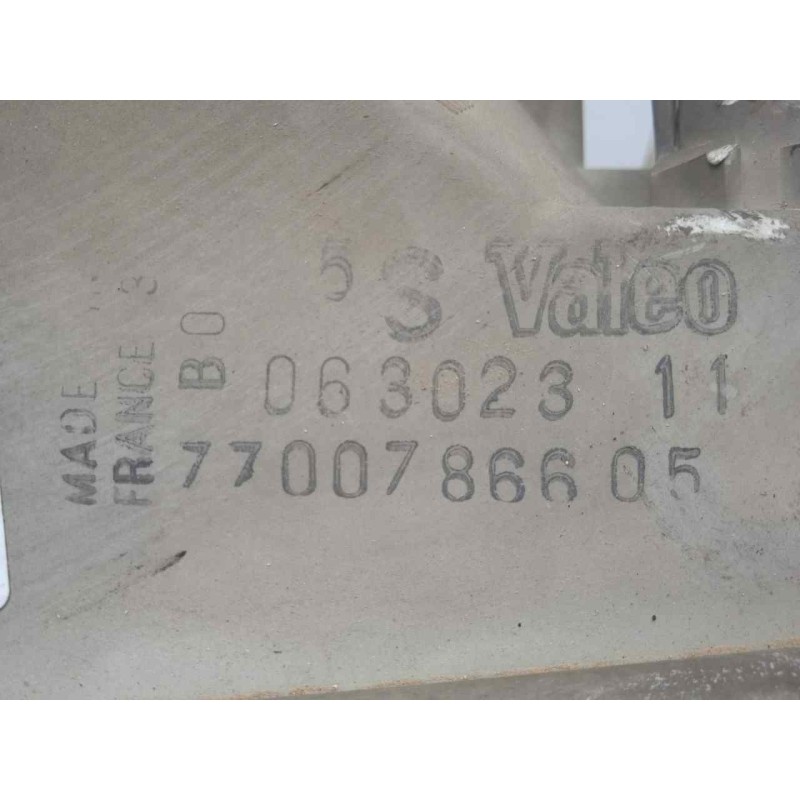 5 S Valeo
B0
063023 11
7700786605
MADE
FRANCE 3